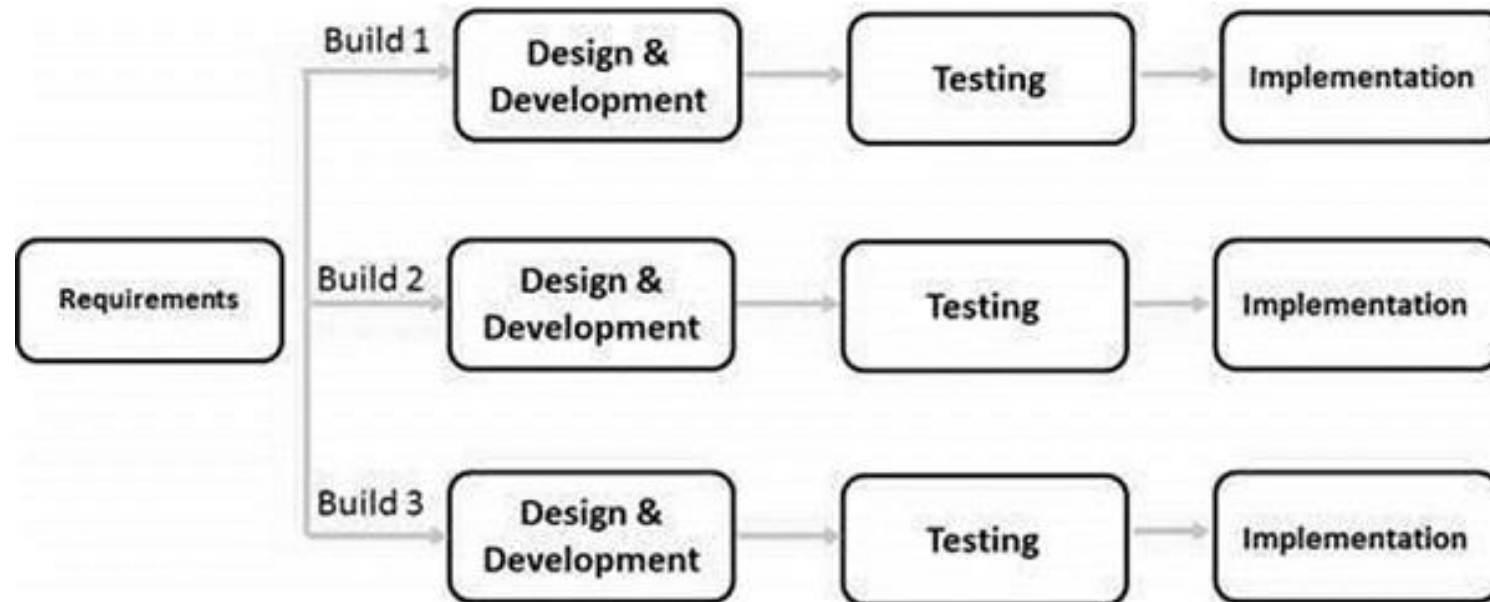 Build 1
Design &
Development
Testing
Implementation
Requirements
Build 2
Design &
Development
Testing
Implementation
Build 3
Design &
Development
Testing
Implementation